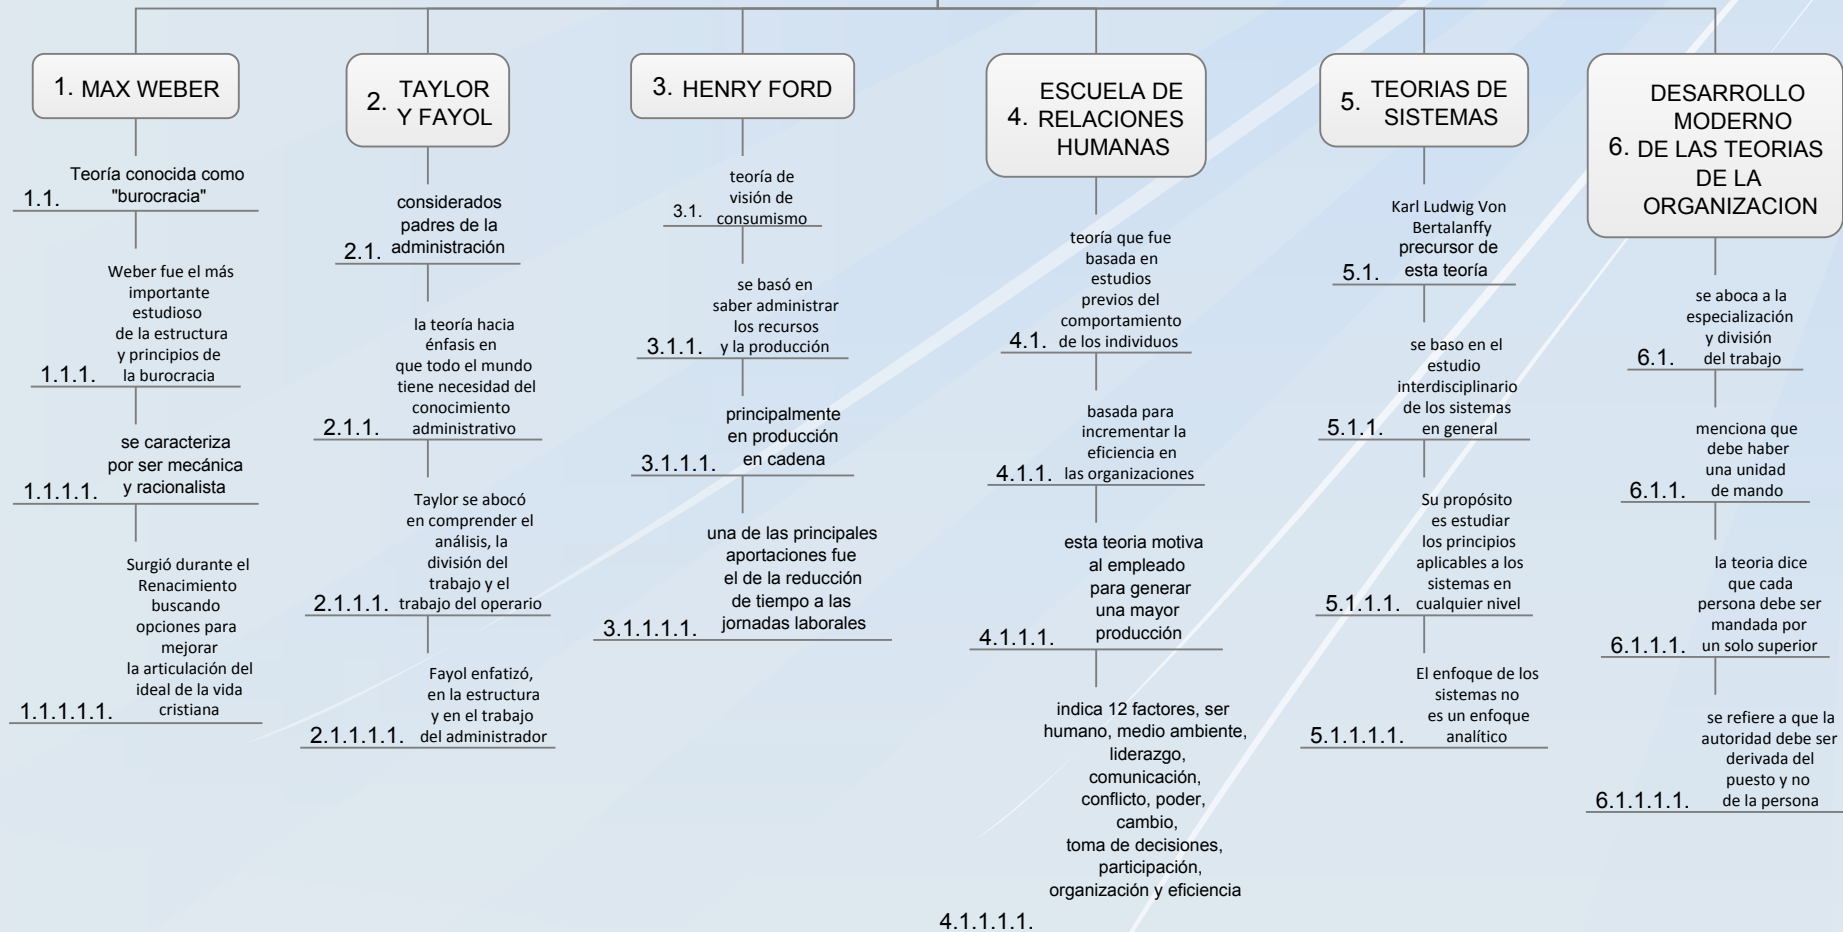 1. MAX WEBER
1.1. Teoría conocida como
"burocracia"
1.1.1. Weber fue el más
importante
estudioso
de la estructura
y principios de
la burocracia
1.1.1.1. se caracteriza
por ser mecánica
y racionalista
1.1.1.1.1. Surgió durante el
Renacimiento
buscando
opciones para
mejorar
la articulación del
ideal de la vida
cristiana
2. TAYLOR
Y FAYOL
2.1. considerados
padres de la
administración
2.1.1. la teoría hacia
énfasis en
que todo el mundo
tiene necesidad del
conocimiento
administrativo
2.1.1.1. Taylor se abocó
en comprender el
análisis, la
división del
trabajo y el
trabajo del operario
2.1.1.1.1. Fayol enfatizó,
en la estructura
y en el trabajo
del administrador
3. HENRY FORD
3.1. teoría de
visión de
consumismo
3.1.1. se basó en
saber administrar
los recursos
y la producción
3.1.1.1. principalmente
en producción
en cadena
3.1.1.1.1. una de las principales
aportaciones fue
el de la reducción
de tiempo a las
jornadas laborales
4. ESCUELA DE
RELACIONES
HUMANAS
4.1. teoría que fue
basada en
estudios
previos del
comportamiento
de los individuos
4.1.1. basada para
incrementar la
eficiencia en
las organizaciones
4.1.1.1. esta teoria motiva
al empleado
para generar
una mayor
producción
4.1.1.1.1. indica 12 factores, ser
humano, medio ambiente,
liderazgo,
comunicación,
conflicto, poder,
cambio,
toma de decisiones,
participación,
organización y eficiencia
5. TEORIAS DE
SISTEMAS
5.1. Karl Ludwig Von
Bertalanffy
precursor de
esta teoría
5.1.1. se baso en el
estudio
interdisciplinario
de los sistemas
en general
5.1.1.1. Su propósito
es estudiar
los principios
aplicables a los
sistemas en
cualquier nivel
5.1.1.1.1. El enfoque de los
sistemas no
es un enfoque
analítico
6. DESARROLLO
MODERNO
DE LAS TEORIAS
DE LA
ORGANIZACION
6.1. se aboca a la
especialización
y división
del trabajo
6.1.1. menciona que
debe haber
una unidad
de mando
6.1.1.1. la teoria dice
que cada
persona debe ser
mandada por
un solo superior
6.1.1.1.1. se refiere a que la
autoridad debe ser
derivada del
puesto y no
de la persona